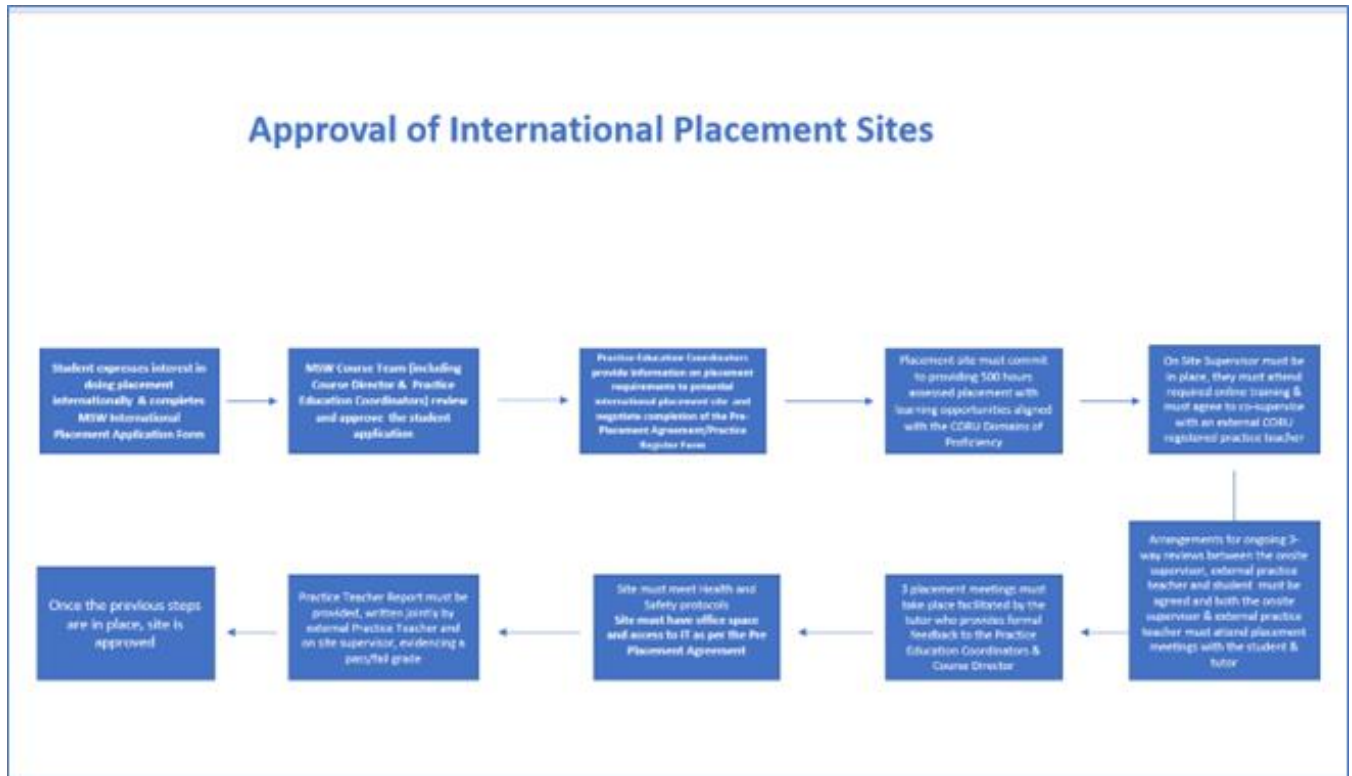 Approval of International Placement Sites
Student expresses interest in
doing placement
internationally & completes
MSW International
Placement Application Form
MSW Course Team (including
Course Director & Practice
Education Coordinators) review
and approve the student
application
Practice Education Coordinators
provide information on placement
requirements to potential
international placement site and
negotiate completion of the Pre-
Placement Agreement/Practice
Register Form
Placement site must commit
to providing 500 hours
assessed placement with
learning opportunities aligned
with the CORU Domains of
Proficiency
On Site Supervisor must be
in place, they must attend
required online training &
must agree to co-supervise
with an external CORU
registered practice teacher
Arrangements for ongoing 3-
way reviews between the onsite
supervisor, external practice
teacher and student must be
agreed and both the onsite
supervisor & external practice
teacher must attend placement
meetings with the student &
tutor
3 placement meetings must
take place facilitated by the
tutor who provides formal
feedback to the Practice
Education Coordinators &
Course Director
Site must meet Health and
Safety protocols
Site must have office space
and access to IT as per the Pre
Placement Agreement
Practice Teacher Report must be
provided, written jointly by
external Practice Teacher and
on site supervisor, evidencing a
pass/fail grade
Once the previous steps
are in place, site is
approved